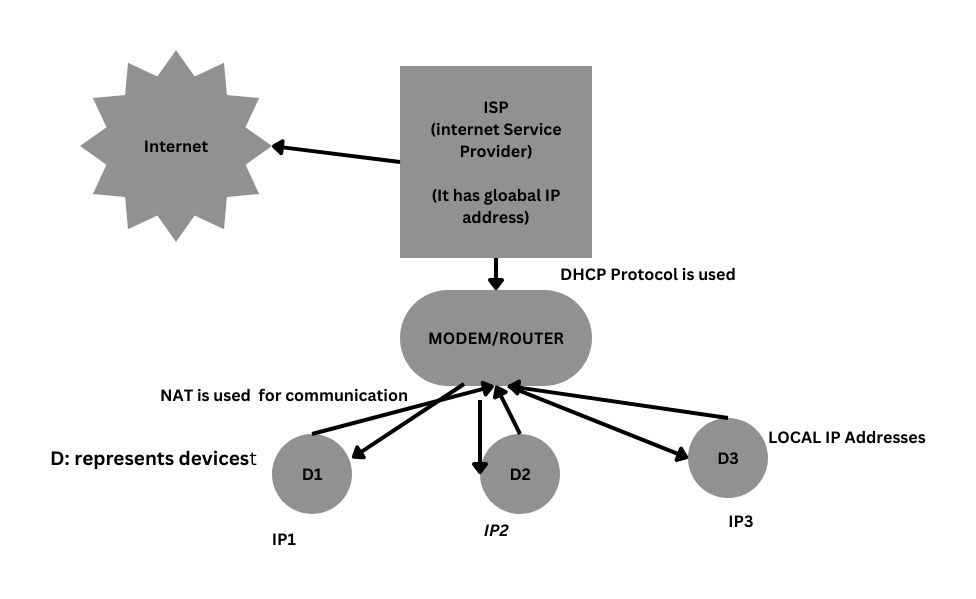 Internet
ISP
(internet Service
Provider)
(It has gloabal IP
address)
DHCP Protocol is used
MODEM/ROUTER
NAT is used  for communication
LOCAL IP Addresses
D: represents devicest
D1
D2
D3
IP1
IP2
IP3